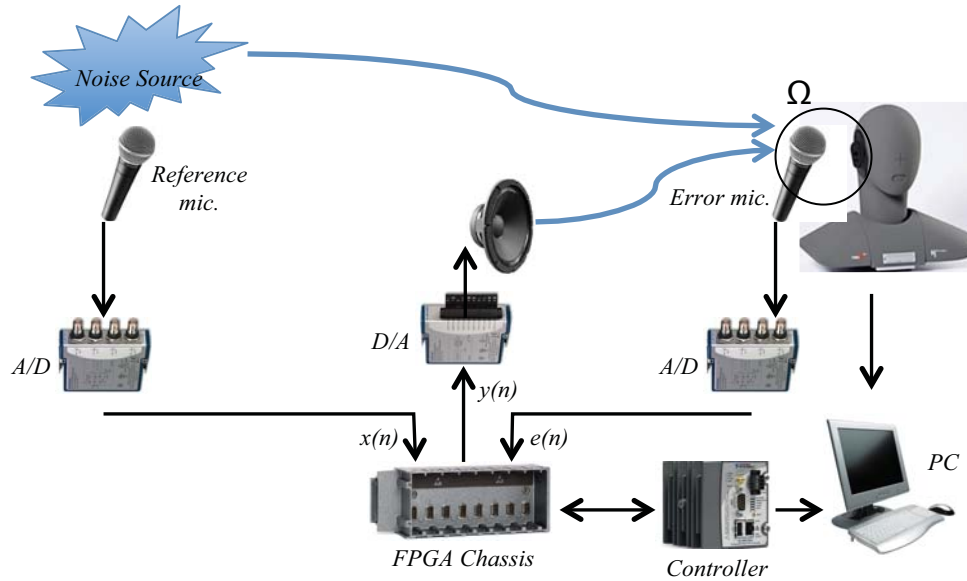 Noise Source
Ω
Reference
mic.
Error mic.
A/D
D/A
A/D
y(n)
x(n)
e(n)
PC
FPGA Chassis
Controller